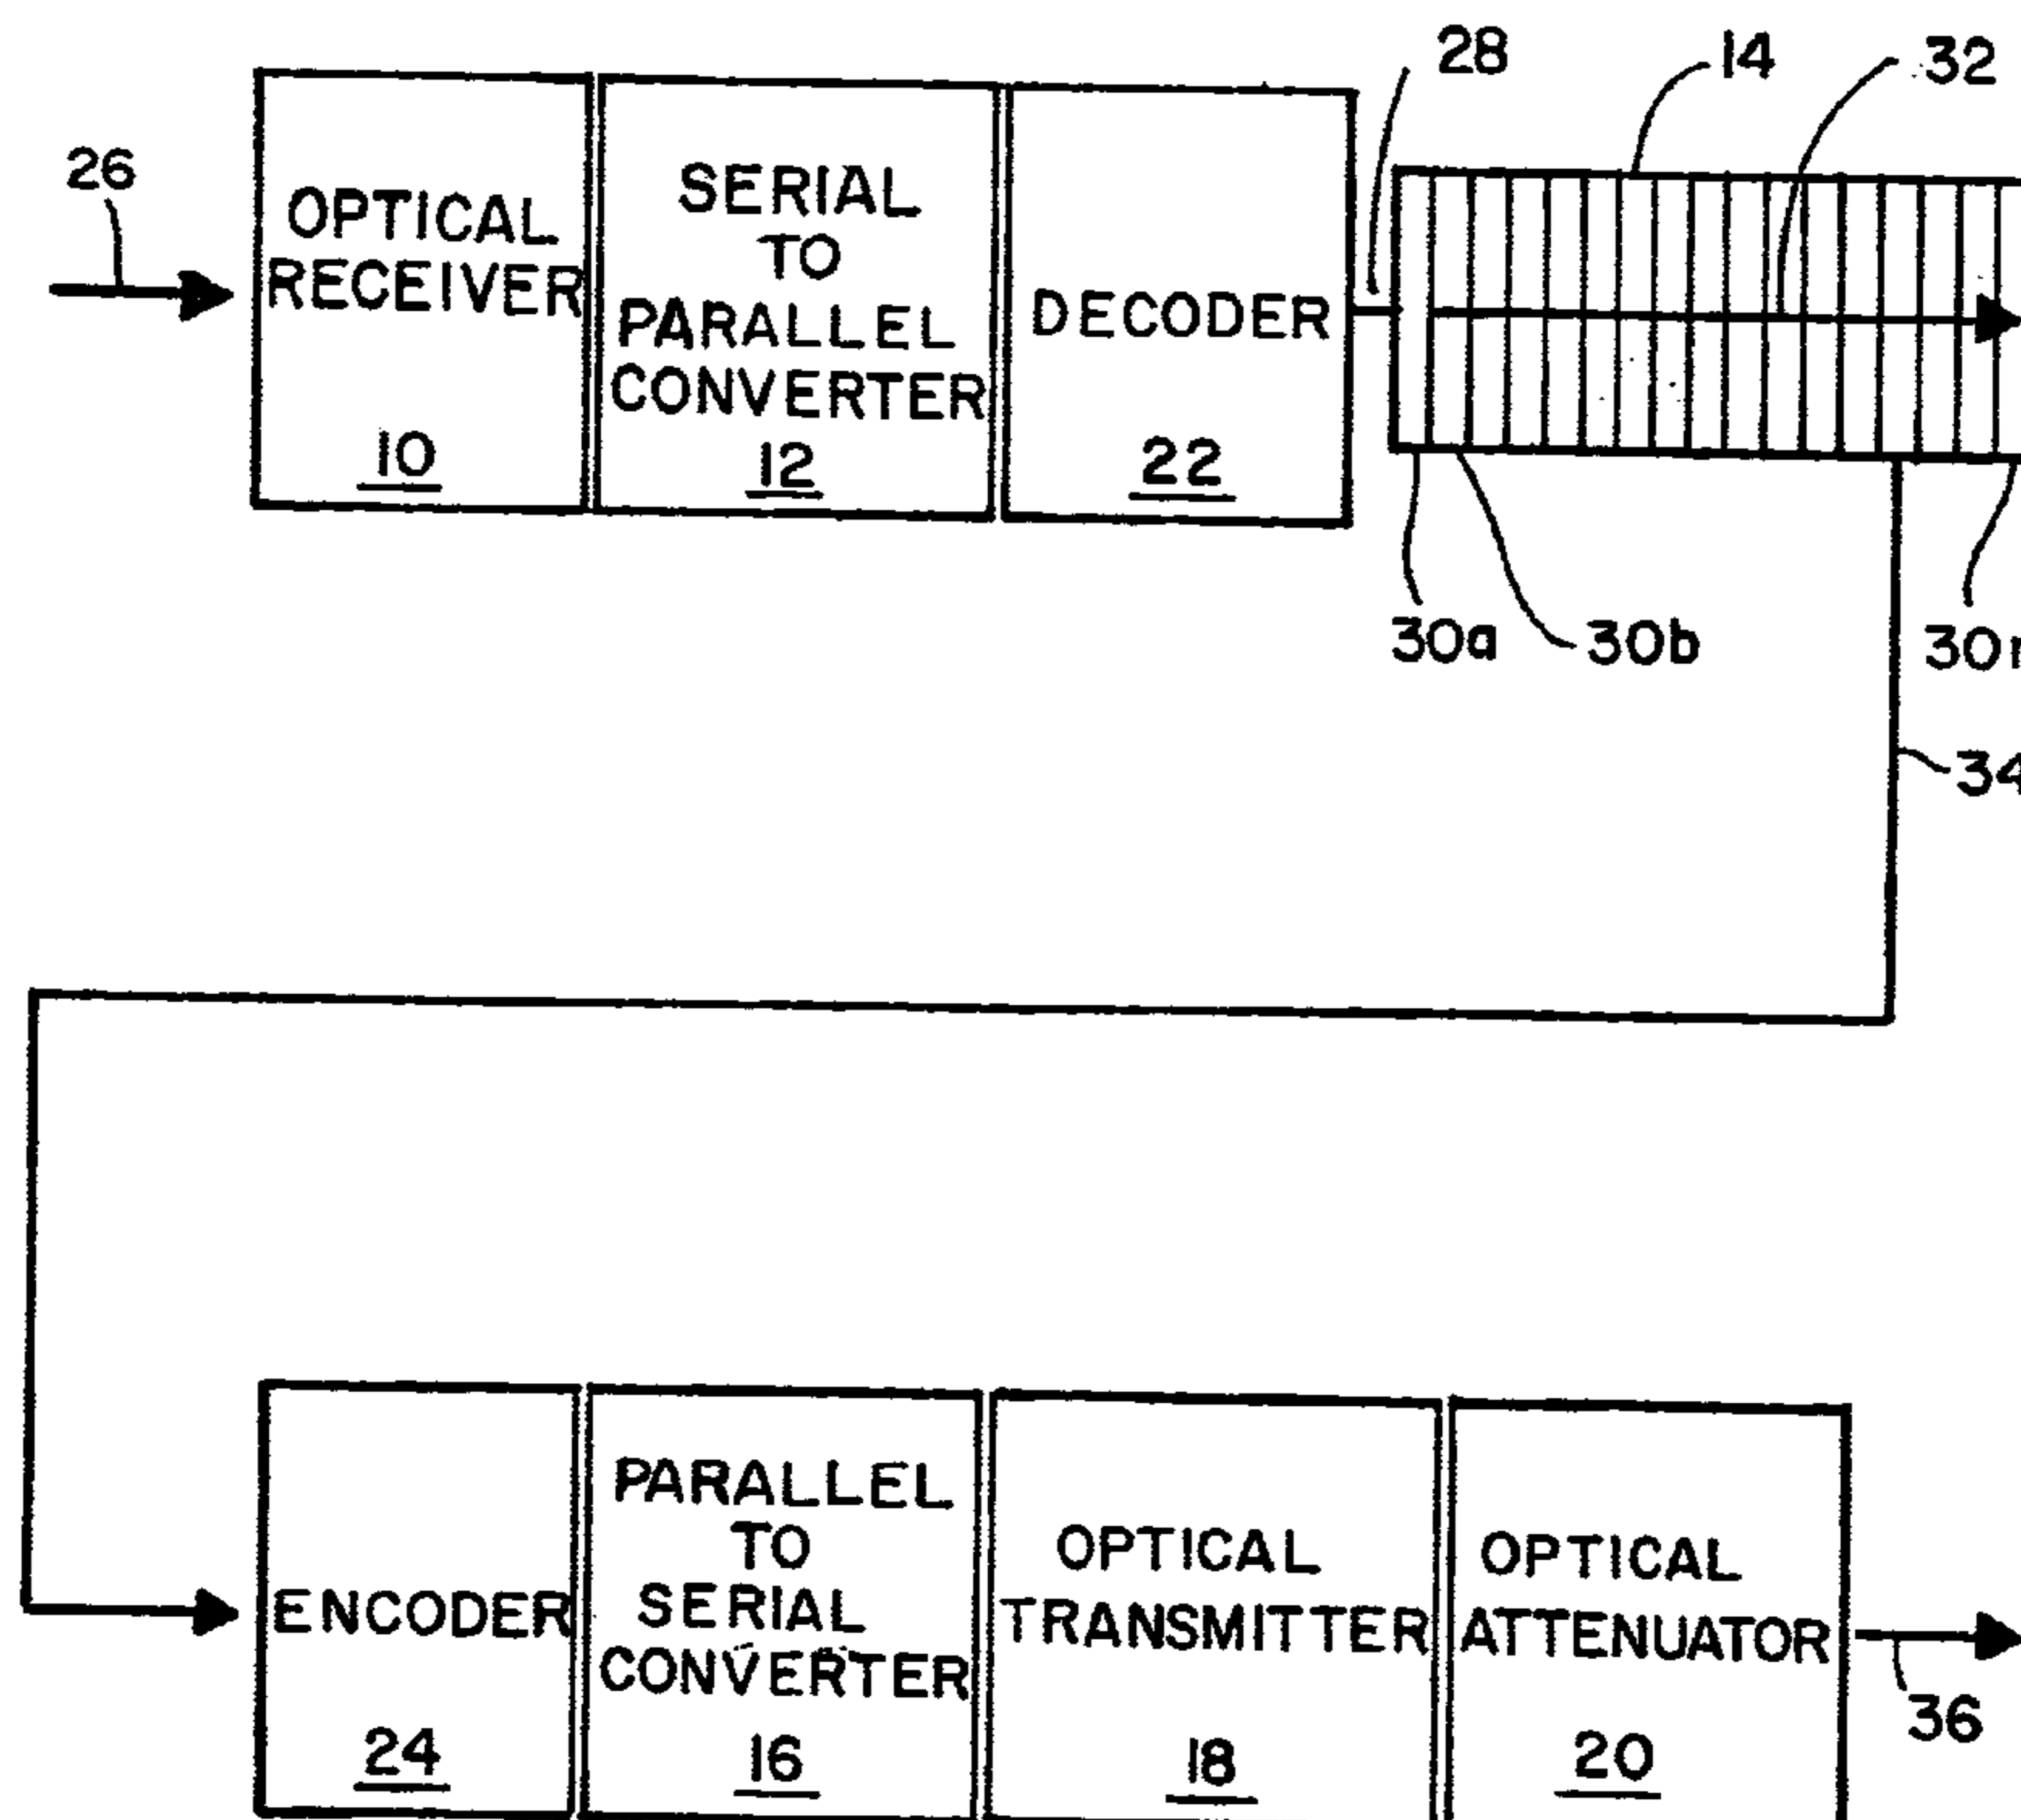 28
14
32
26
OPTICAL
RECEIVER
10
SERIAL
TO
PARALLEL
CONVERTER
12
DECODER
22
30a
30b
34
ENCODER
24
PARALLEL
TO
SERIAL
CONVERTER
16
OPTICAL
TRANSMITTER
18
OPTICAL
ATTENUATOR
20
36